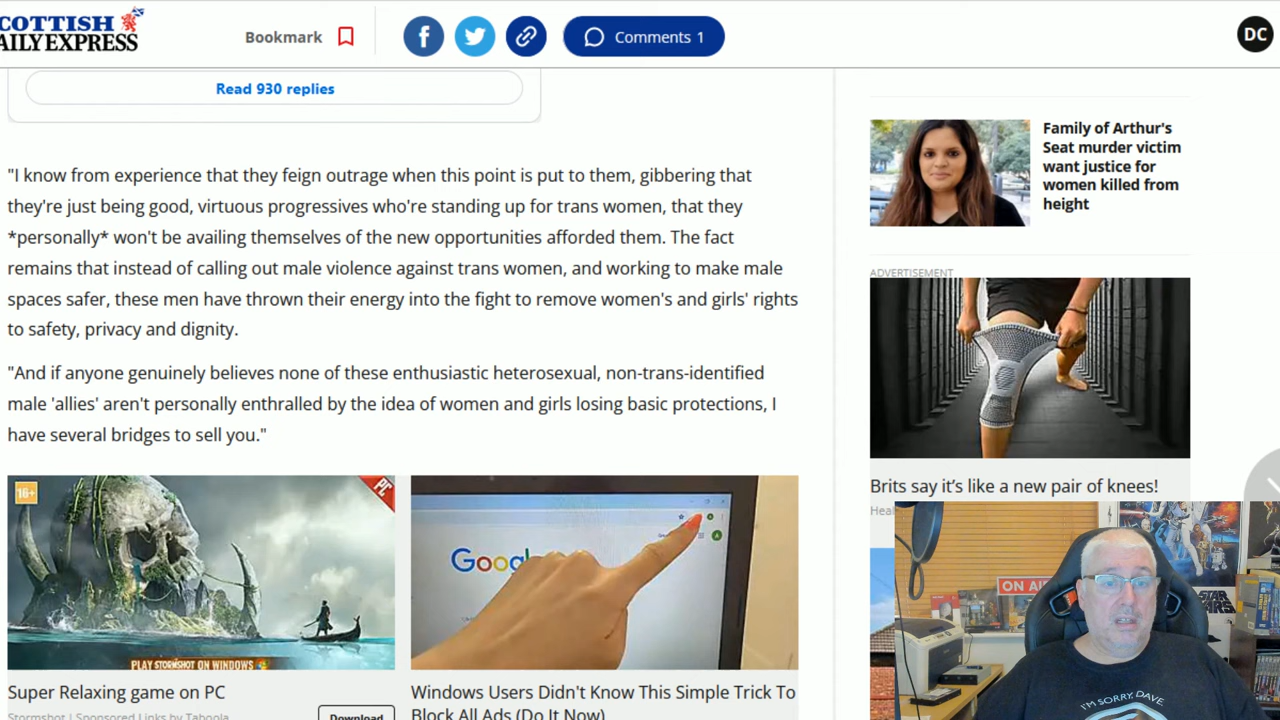 COTTISH
AILY EXPRESS
Bookmark
Comments 1
DC
Read 930 replies
"I know from experience that they feign outrage when this point is put to them, gibbering that
they're just being good, virtuous progressives who're standing up for trans women, that they
*personally* won't be availing themselves of the new opportunities afforded them. The fact
remains that instead of calling out male violence against trans women, and working to make male
spaces safer, these men have thrown their energy into the fight to remove women's and girls' rights
to safety, privacy and dignity.
"And if anyone genuinely believes none of these enthusiastic heterosexual, non-trans-identified
male 'allies' aren't personally enthralled by the idea of women and girls losing basic protections, I
have several bridges to sell you."
16+
PC
PLAY STORMSHOT ON WINDOWS
Super Relaxing game on PC
Stormshot | Sponsored Links by Taboola
Download
Goog
Windows Users Didn't Know This Simple Trick To
Block All Ads (Do It Now)
Family of Arthur's
Seat murder victim
want justice for
women killed from
height
ADVERTISEMENT
Brits say it's like a new pair of knees!
Heal
ON AI
STAR
WARS
I'M SORRY, DAVE